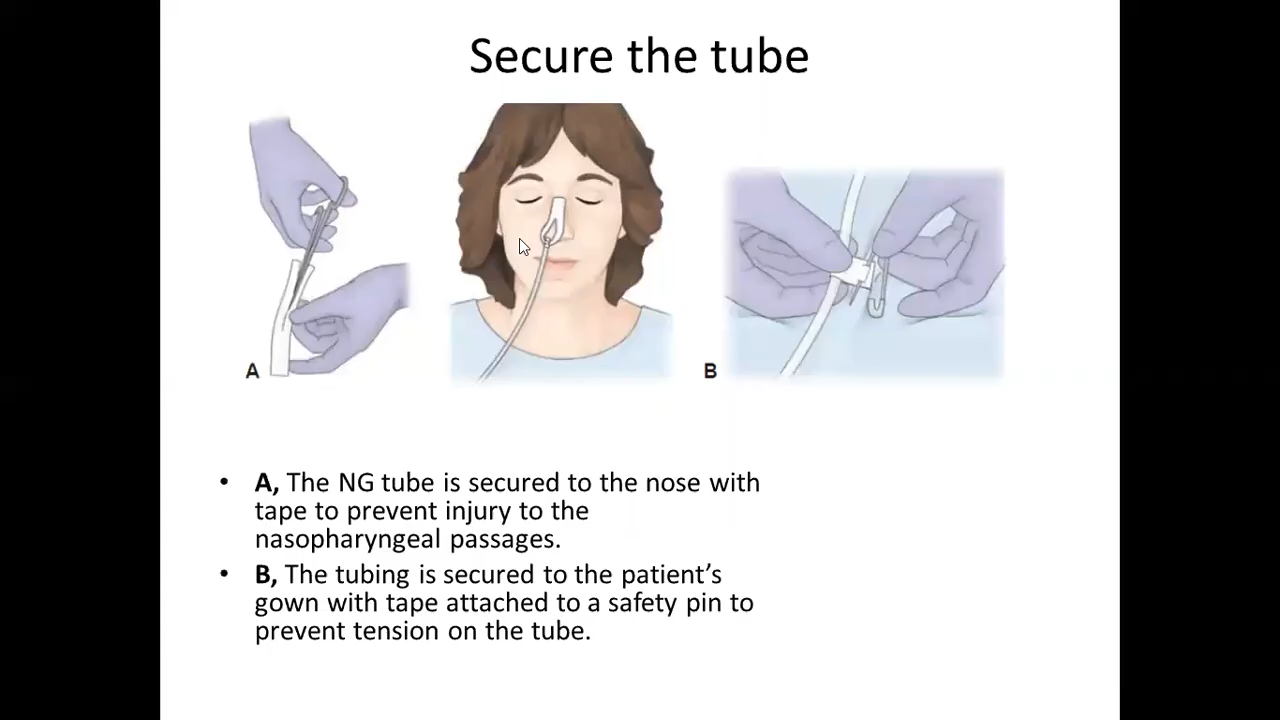 Secure the tube
A
B
• A, The NG tube is secured to the nose with
tape to prevent injury to the
nasopharyngeal passages.
• B, The tubing is secured to the patient’s
gown with tape attached to a safety pin to
prevent tension on the tube.